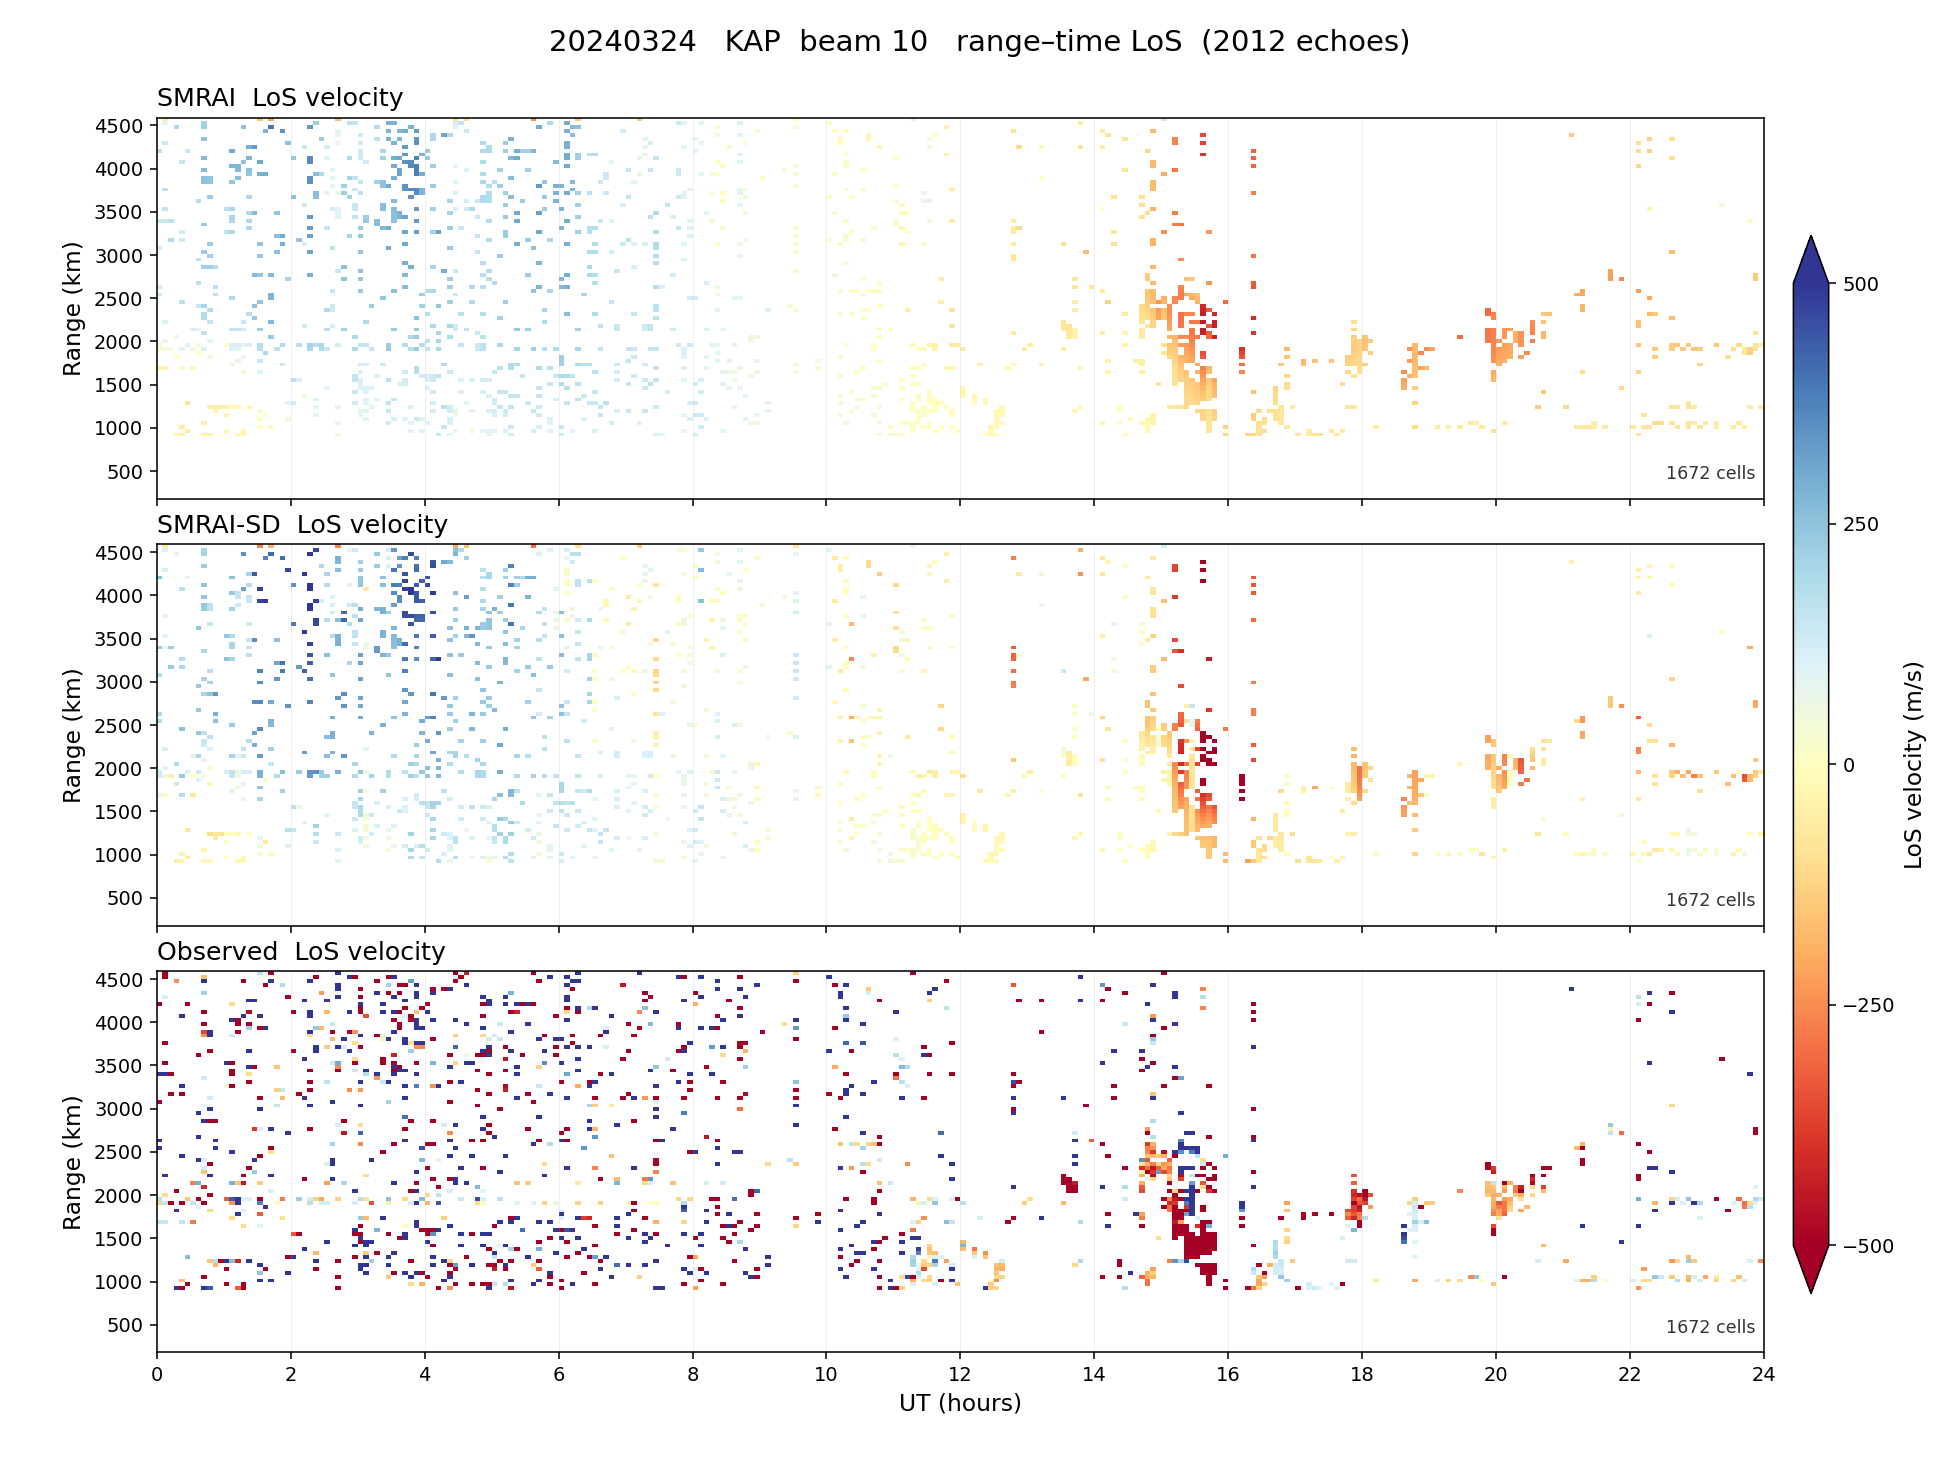 20240324   KAP  beam 10   range–time LoS  (2012 echoes)
SMRAI  LoS velocity
4500
4000
3500
3000
2500
2000
1500
1000
500
Range (km)
1672 cells
SMRAI-SD  LoS velocity
4500
4000
3500
3000
2500
2000
1500
1000
500
Range (km)
1672 cells
Observed  LoS velocity
4500
4000
3500
3000
2500
2000
1500
1000
500
Range (km)
1672 cells
0 2 4 6 8 10 12 14 16 18 20 22 24
UT (hours)
500
250
0
−250
−500
LoS velocity (m/s)